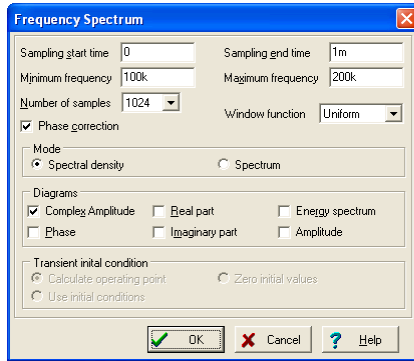 Frequency Spectrum
Sampling start time 0 Sampling end time 1m
Minimum frequency 100k Maximum frequency 200k
Number of samples 1024 Window function Uniform
Phase correction
Mode
Spectral density Spectrum
Diagrams
Complex Amplitude Real part Energy spectrum
Phase Imaginary part Amplitude
Transient inital condition
Calculate operating point Zero initial values
Use initial conditions
OK Cancel ? Help